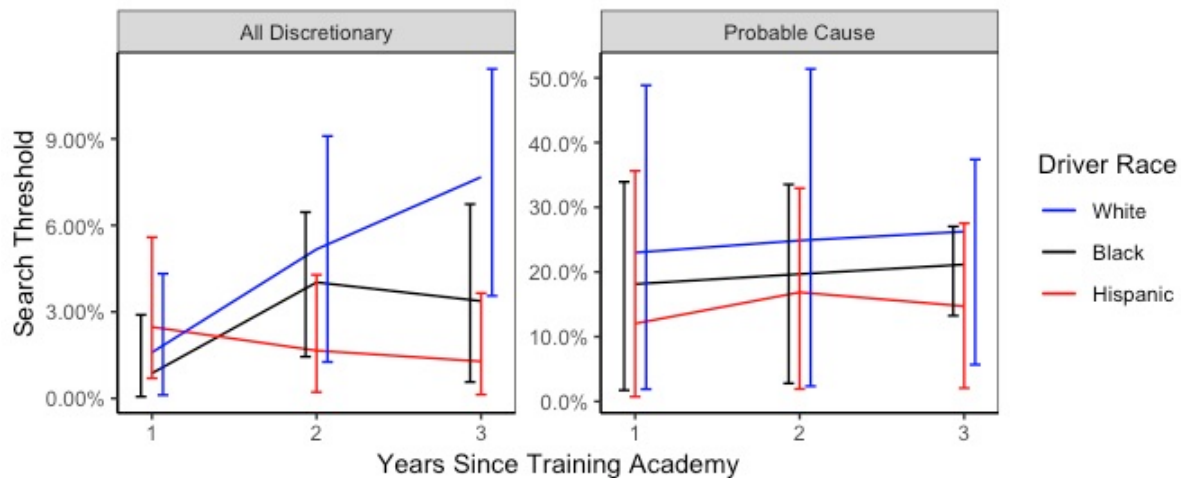 All Discretionary
Probable Cause
Search Threshold
9.00%
6.00%
3.00%
0.00%
50.0%
40.0%
30.0%
20.0%
10.0%
0.0%
1 2 3
1 2 3
Years Since Training Academy
Driver Race
White
Black
Hispanic